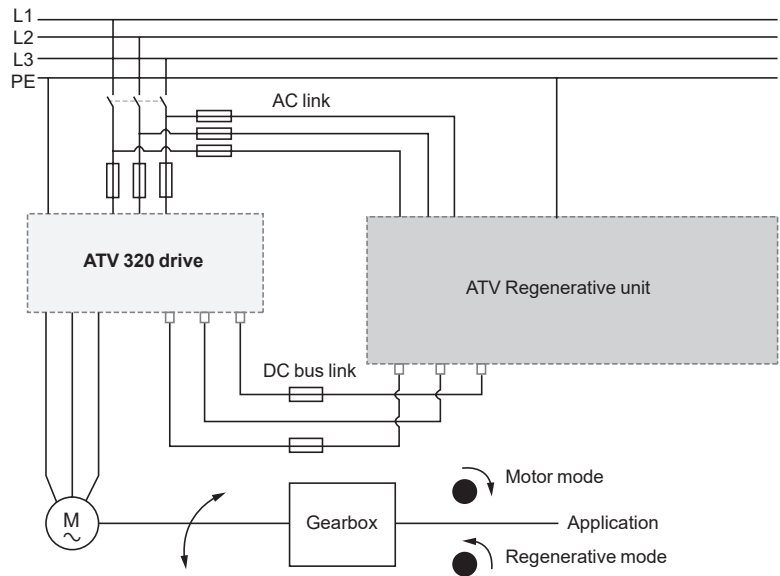 L1
L2
L3
PE
AC link
ATV 320 drive
ATV Regenerative unit
DC bus link
Motor mode
M
Gearbox
Application
Regenerative mode